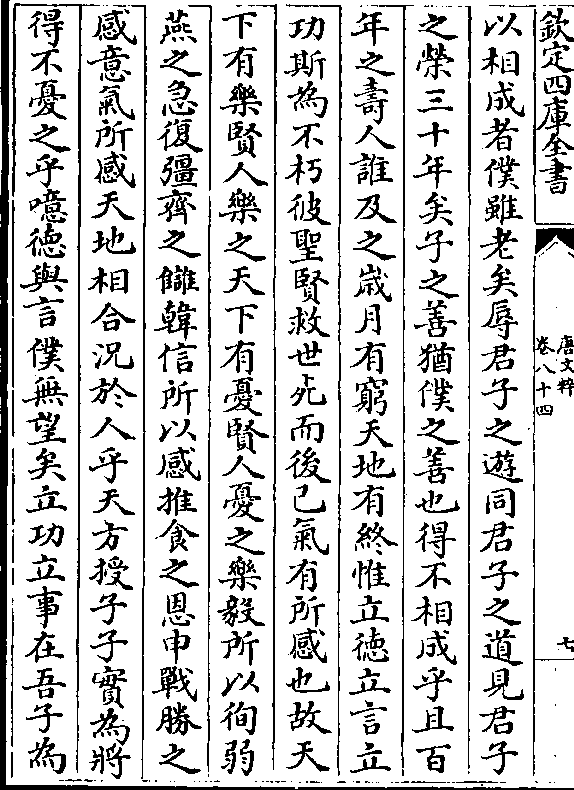 欽定四庫全書
唐文粹
卷八十四
七
以相成者僕雖老矣辱君子之遊同君子之道見君子
之榮三十年矣子之善猶僕之善也得不相成乎且百
年之壽人誰及之嵗月有窮天地有終惟立徳立言立
功斯為不朽彼聖賢救世死而後已氣有所感也故天
下有樂賢人樂之天下有憂賢人憂之樂毅所以徇弱
燕之急復彊齊之讎韓信所以感推食之恩申戰勝之
感意氣所感天地相合況於人乎天方授子子實為將
得不憂之乎噫徳與言僕無望矣立功立事在吾子為